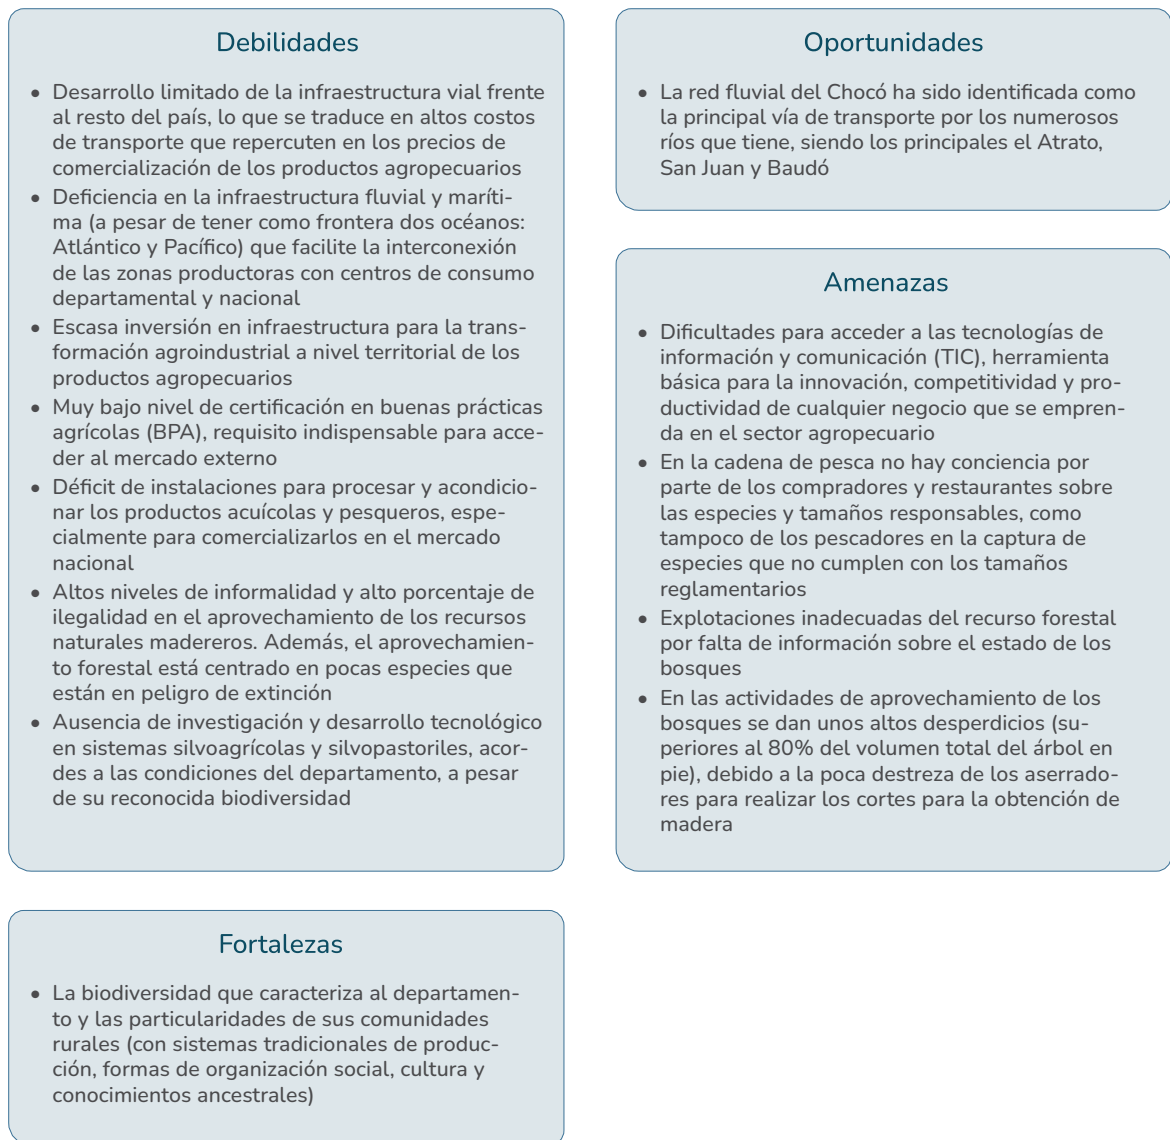 Debilidades
• Desarrollo limitado de la infraestructura vial frente
al resto del país, lo que se traduce en altos costos
de transporte que repercuten en los precios de
comercialización de los productos agropecuarios
• Deficiencia en la infraestructura fluvial y maríti-
ma (a pesar de tener como frontera dos océanos:
Atlántico y Pacífico) que facilite la interconexión
de las zonas productoras con centros de consumo
departamental y nacional
• Escasa inversión en infraestructura para la trans-
formación agroindustrial a nivel territorial de los
productos agropecuarios
• Muy bajo nivel de certificación en buenas prácticas
agrícolas (BPA), requisito indispensable para acce-
der al mercado externo
• Déficit de instalaciones para procesar y acondicio-
nar los productos acuícolas y pesqueros, espe-
cialmente para comercializarlos en el mercado
nacional
• Altos niveles de informalidad y alto porcentaje de
ilegalidad en el aprovechamiento de los recursos
naturales madereros. Además, el aprovechamien-
to forestal está centrado en pocas especies que
están en peligro de extinción
• Ausencia de investigación y desarrollo tecnológico
en sistemas silvoagrícolas y silvopastoriles, acor-
des a las condiciones del departamento, a pesar
de su reconocida biodiversidad
Oportunidades
• La red fluvial del Chocó ha sido identificada como
la principal vía de transporte por los numerosos
ríos que tiene, siendo los principales el Atrato,
San Juan y Baudó
Amenazas
• Dificultades para acceder a las tecnologías de
información y comunicación (TIC), herramienta
básica para la innovación, competitividad y pro-
ductividad de cualquier negocio que se empren-
da en el sector agropecuario
• En la cadena de pesca no hay conciencia por
parte de los compradores y restaurantes sobre
las especies y tamaños responsables, como
tampoco de los pescadores en la captura de
especies que no cumplen con los tamaños
reglamentarios
• Explotaciones inadecuadas del recurso forestal
por falta de información sobre el estado de los
bosques
• En las actividades de aprovechamiento de los
bosques se dan unos altos desperdicios (su-
periores al 80% del volumen total del árbol en
pie), debido a la poca destreza de los aserrado-
res para realizar los cortes para la obtención de
madera
Fortalezas
• La biodiversidad que caracteriza al departamen-
to y las particularidades de sus comunidades
rurales (con sistemas tradicionales de produc-
ción, formas de organización social, cultura y
conocimientos ancestrales)